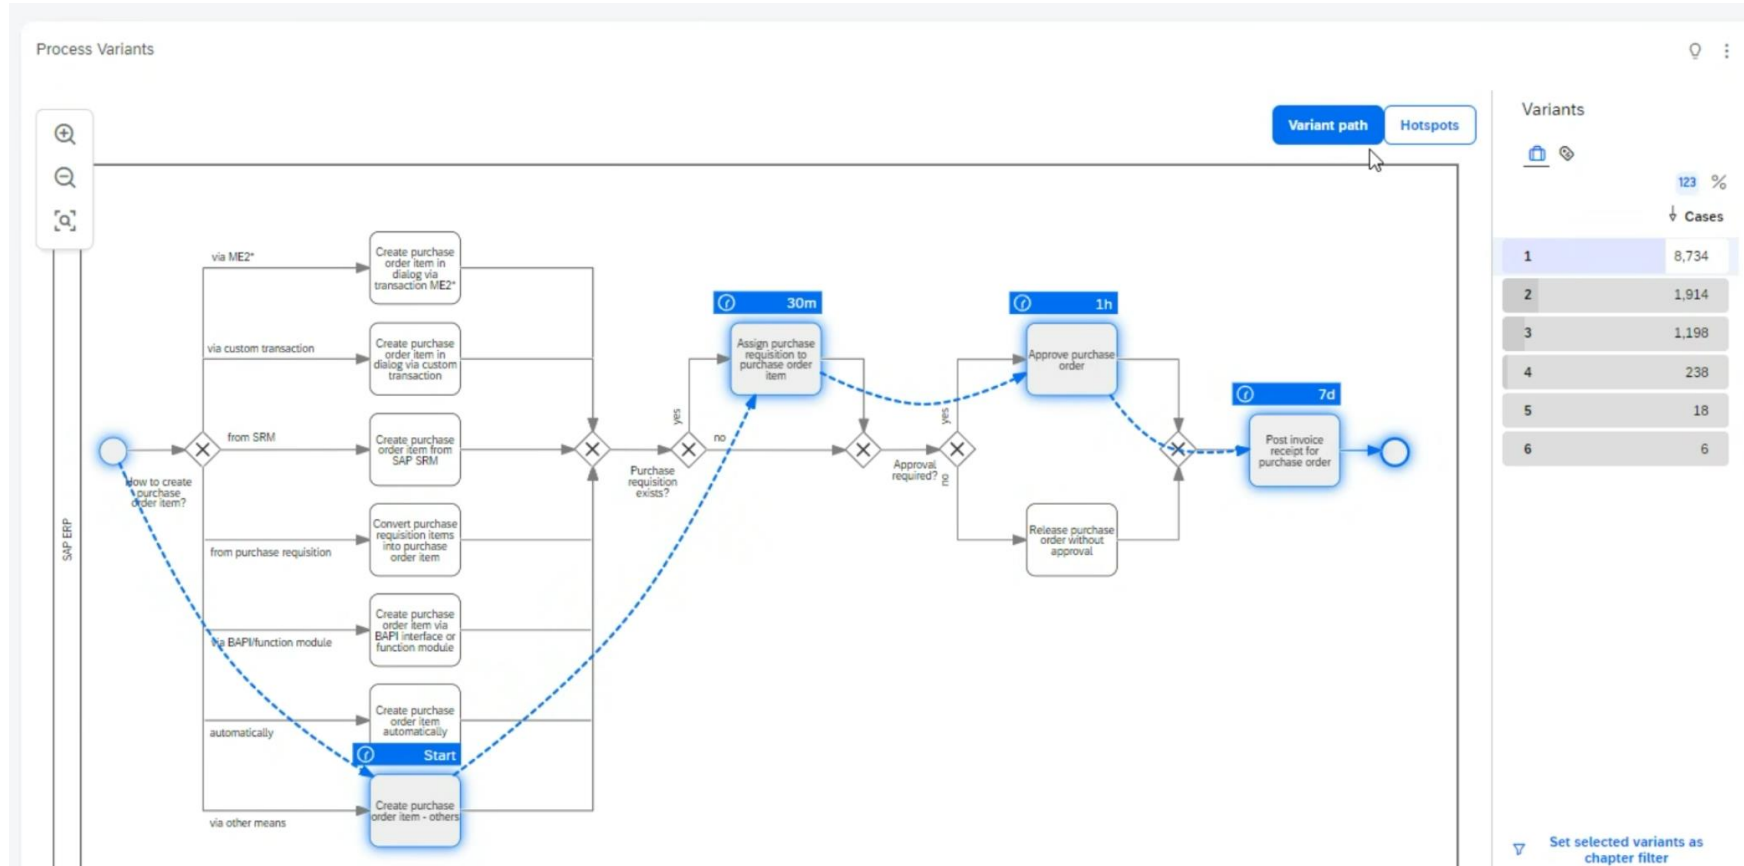 Process Variants
Variant path
Hotspots
Variants
123 %
Cases
1 8,734
2 1,914
3 1,198
4 238
5 18
6 6
Set selected variants as
chapter filter
SAP ERP
How to create
purchase
order item?
via ME2*
Create purchase
order item in
dialog via
transaction ME2*
via custom transaction
Create purchase
order item in
dialog via custom
transaction
from SRM
Create purchase
order item from
SAP SRM
from purchase requisition
Convert purchase
requisition items
into purchase
order item
via BAPI/function module
Create purchase
order item via
BAPI interface or
function module
automatically
Create purchase
order item
automatically
Start
via other means
Create purchase
order item - others
Purchase
requisition
exists?
yes
no
30m
Assign purchase
requisition to
purchase order
item
Approval
required?
yes
no
1h
Approve purchase
order
Release purchase
order without
approval
7d
Post invoice
receipt for
purchase order